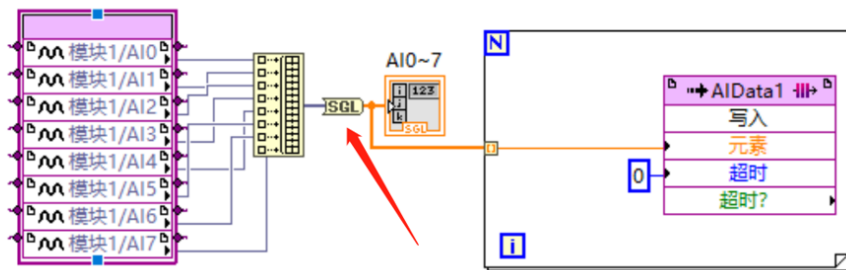 模块1/AI0
模块1/AI1
模块1/AI2
模块1/AI3
模块1/AI4
模块1/AI5
模块1/AI6
模块1/AI7
SGL
AI0~7
i 123
j
k
SGL
N
AIData1
写入
元素
0 超时
超时?
i